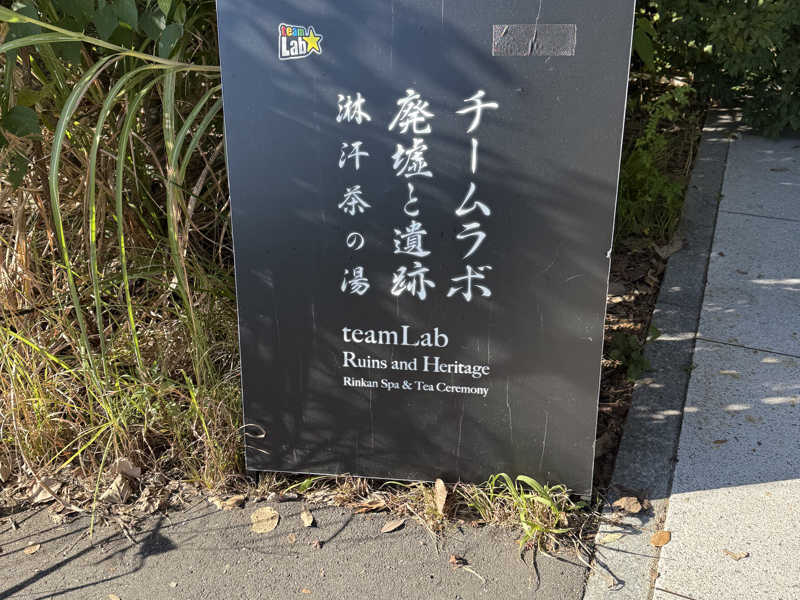 team
Lab
チームラボ
廃墟と遺跡
淋汗茶の湯
teamLab
Ruins and Heritage
Rinkan Spa & Tea Ceremony